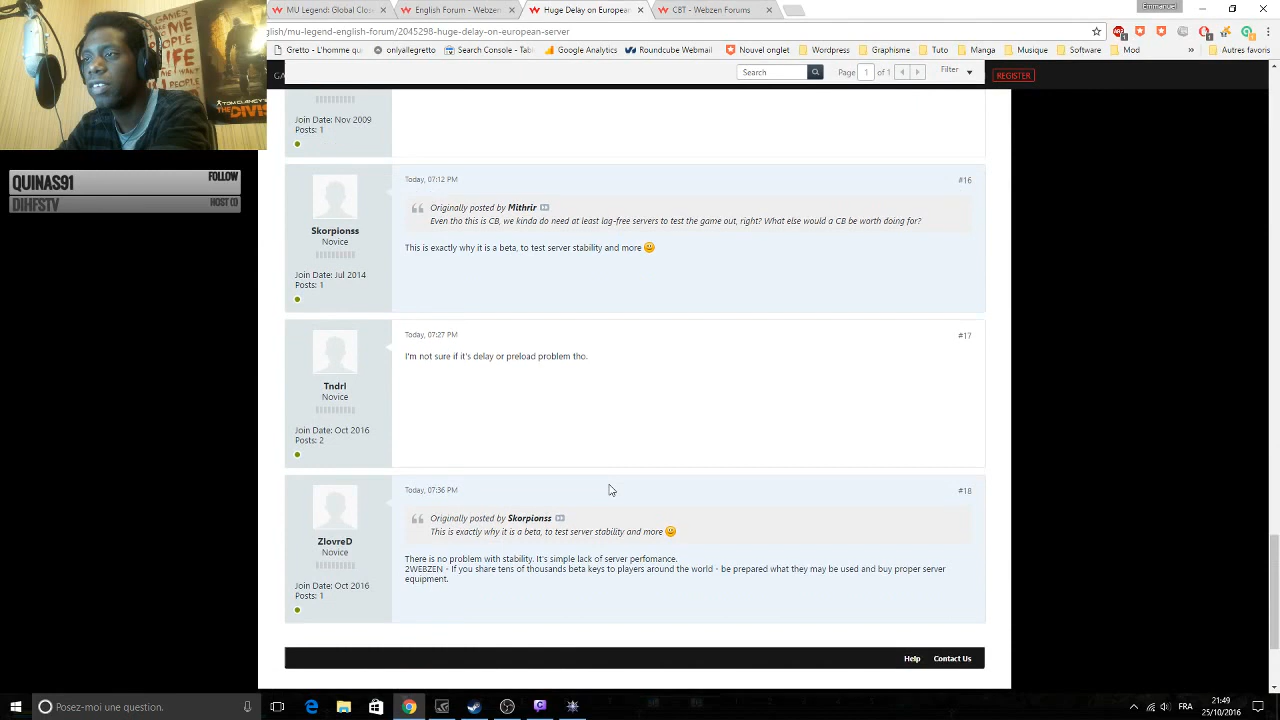 Emmanuel
MU Legend: Global Close
English Forum - Webzen
Huge Delay on European
CBT - Webzen Forums
glish/mu-legend-english-forum/2045298-huge-delay-on-european-server
Gretto - L'homme qu
onlyallegretto
Search Console - Tab
Google Analytics
Roundcube Webmail
Nouvel onglet
Wordpress
Graphisme
Tuto
Manga
Musique
Software
Mod
Autres favoris
GA
Search
Page 1 of 1
Filter
REGISTER
ME
PEOPLE
LIFE
I PEOPLE
TOM CLANCY'S
THE DIVIS
QUINAS91
FOLLOW
DIHFSTV
HOST (1)
Join Date: Nov 2009
Posts: 1
Today, 07:12 PM
#16
Skorpionss
Novice
Join Date: Jul 2014
Posts: 1
Originally posted by Mithrir
Even tho this is CB, we kinda do need at least lag-free servers to test the game out, right? What else would a CB be worth doing for?
This is exactly why it is a beta, to test server stability and more
Today, 07:27 PM
#17
Tndrl
Novice
Join Date: Oct 2016
Posts: 2
I'm not sure if it's delay or preload problem tho.
Today, 07:36 PM
#18
ZlovreD
Novice
Join Date: Oct 2016
Posts: 1
Originally posted by Skorpionss
This is exactly why it is a beta, to test server stability and more
There is no problem with stability. It's simple lack of server perfomance.
2WEBZEN - If you share tens of thousands beta keys to players around the world - be prepared what they may be used and buy proper server
equipment.
Help
Contact Us
Posez-moi une question.
FRA
21:49
25/10/2016